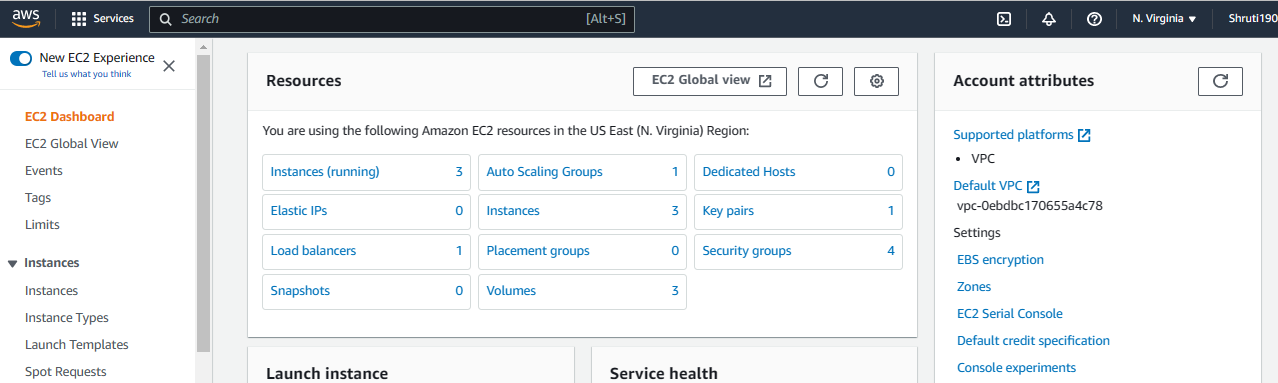 aws
Services
Search [Alt+S]
N. Virginia
Shruti190
New EC2 Experience
Tell us what you think
EC2 Dashboard
EC2 Global View
Events
Tags
Limits
Instances
Instances
Instance Types
Launch Templates
Spot Requests
Resources
EC2 Global view
You are using the following Amazon EC2 resources in the US East (N. Virginia) Region:
Instances (running) 3
Auto Scaling Groups 1
Dedicated Hosts 0
Elastic IPs 0
Instances 3
Key pairs 1
Load balancers 1
Placement groups 0
Security groups 4
Snapshots 0
Volumes 3
Launch instance
Service health
Account attributes
Supported platforms
VPC
Default VPC
vpc-0ebdbc170655a4c78
Settings
EBS encryption
Zones
EC2 Serial Console
Default credit specification
Console experiments